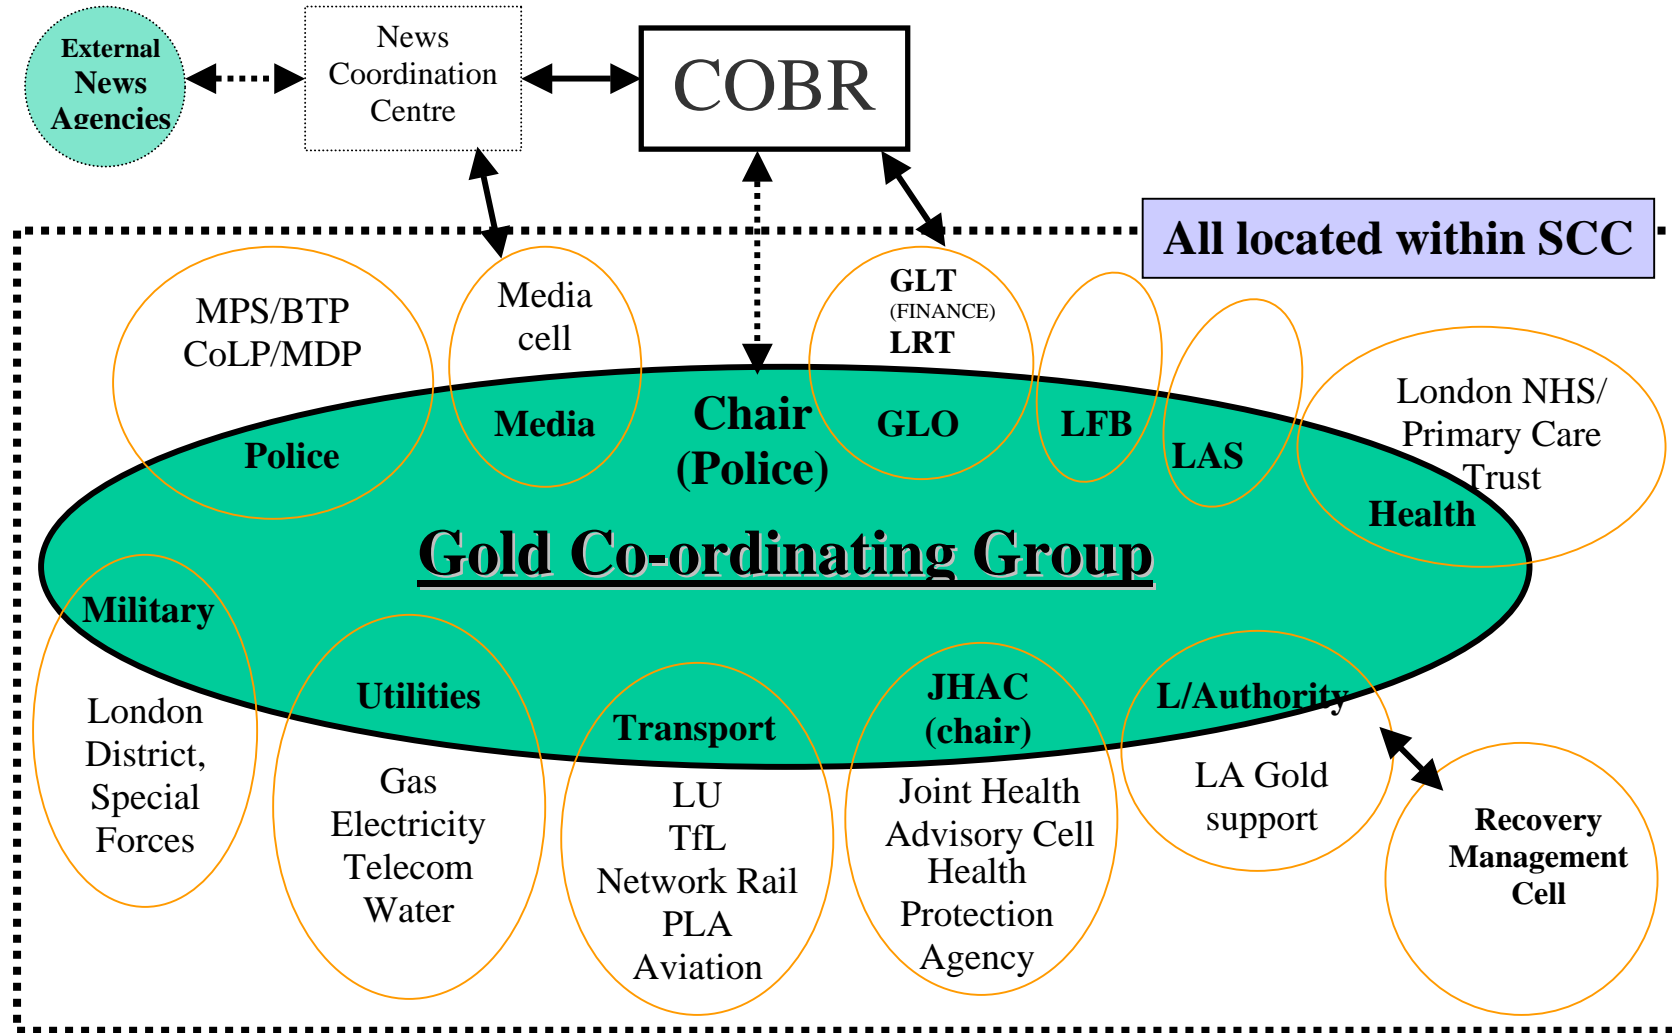 External
News
Agencies
News
Coordination
Centre
COBR
All located within SCC
MPS/BTP
CoLP/MDP
Police
Media
cell
Media
Chair
(Police)
GLT
(FINANCE)
LRT
GLO
LFB
LAS
London NHS/
Primary Care
Trust
Health
Gold Co-ordinating Group
Military
London
District,
Special
Forces
Utilities
Gas
Electricity
Telecom
Water
Transport
LU
TfL
Network Rail
PLA
Aviation
JHAC
(chair)
Joint Health
Advisory Cell
Health
Protection
Agency
L/Authority
LA Gold
support
Recovery
Management
Cell